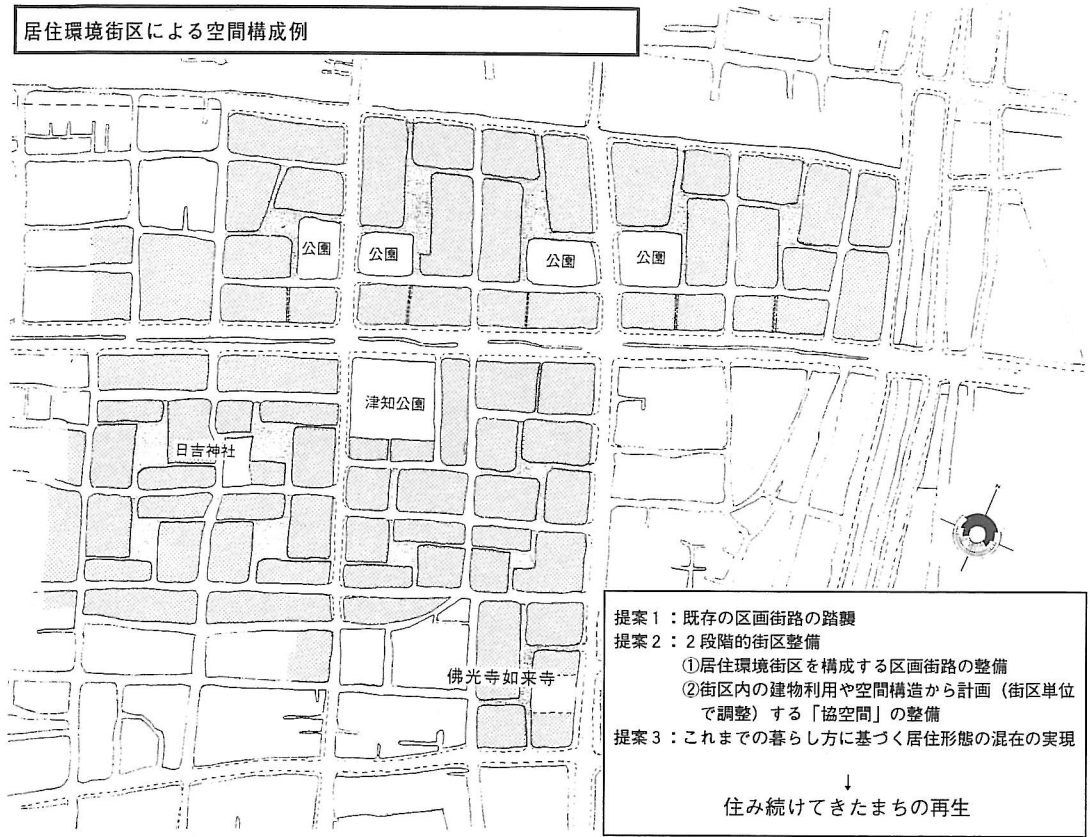 居住環境街区による空間構成例
公園
公園
公園
公園
津知公園
日吉神社
佛光寺如来寺
提案1：既存の区画街路の踏襲
提案2：2段階的街区整備
①居住環境街区を構成する区画街路の整備
②街区内の建物利用や空間構造から計画（街区単位
で調整）する「協空間」の整備
提案3：これまでの暮らし方に基づく居住形態の混在の実現
↓
住み続けてきたまちの再生